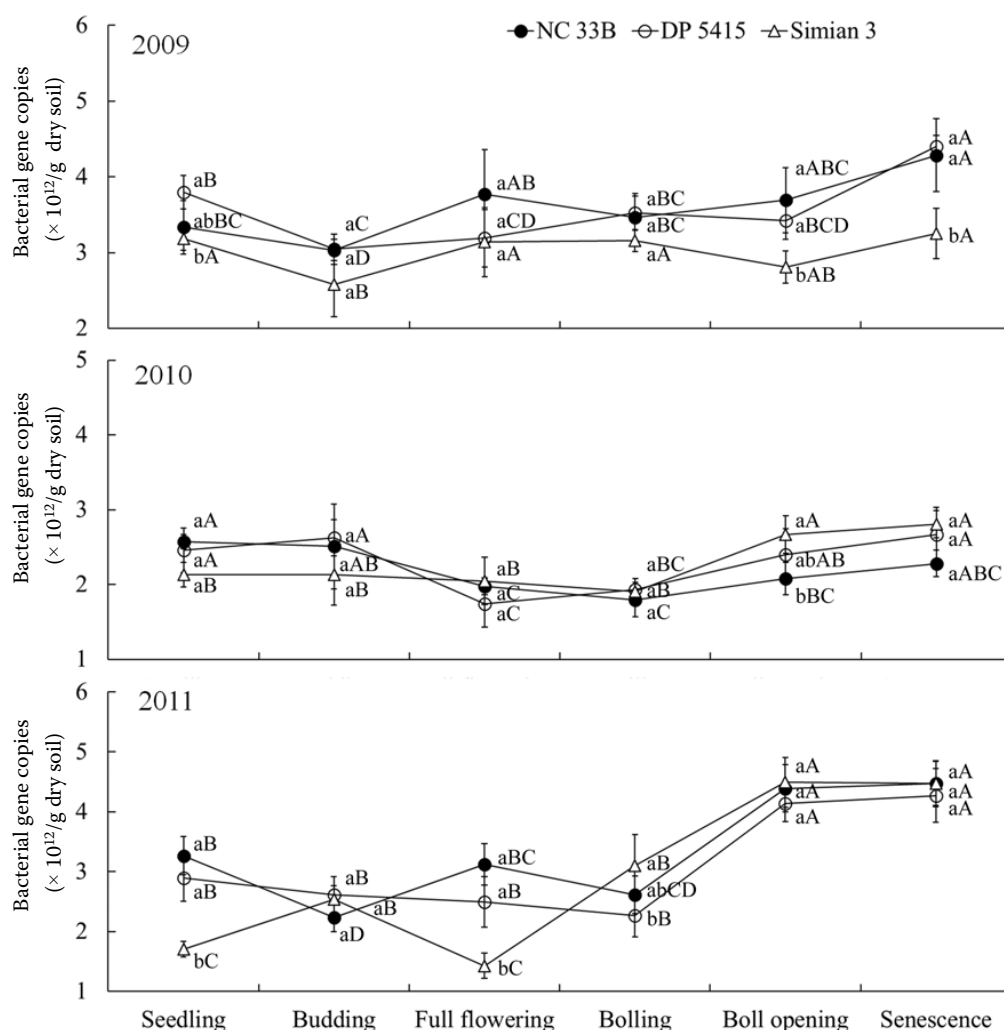 6
2009
NC 33B
DP 5415
Simian 3
Bacterial gene copies
(× 10¹²/g dry soil)
5
4
3
2
aB
abBC
bA
aC
aD
aB
aAB
aCD
aA
aBC
aBC
aA
aABC
aBCD
bAB
aA
aA
bA
5
2010
Bacterial gene copies
(× 10¹²/g dry soil)
4
3
2
1
aA
aA
aB
aA
aAB
aB
aB
aC
aC
aBC
aB
aC
aA
abAB
bBC
aA
aA
aABC
6
2011
Bacterial gene copies
(× 10¹²/g dry soil)
5
4
3
2
1
aB
aB
bC
aB
aB
aD
aBC
aB
bC
aB
abCD
bB
aA
aA
aA
aA
aA
aA
Seedling Budding Full flowering Bolling Boll opening Senescence